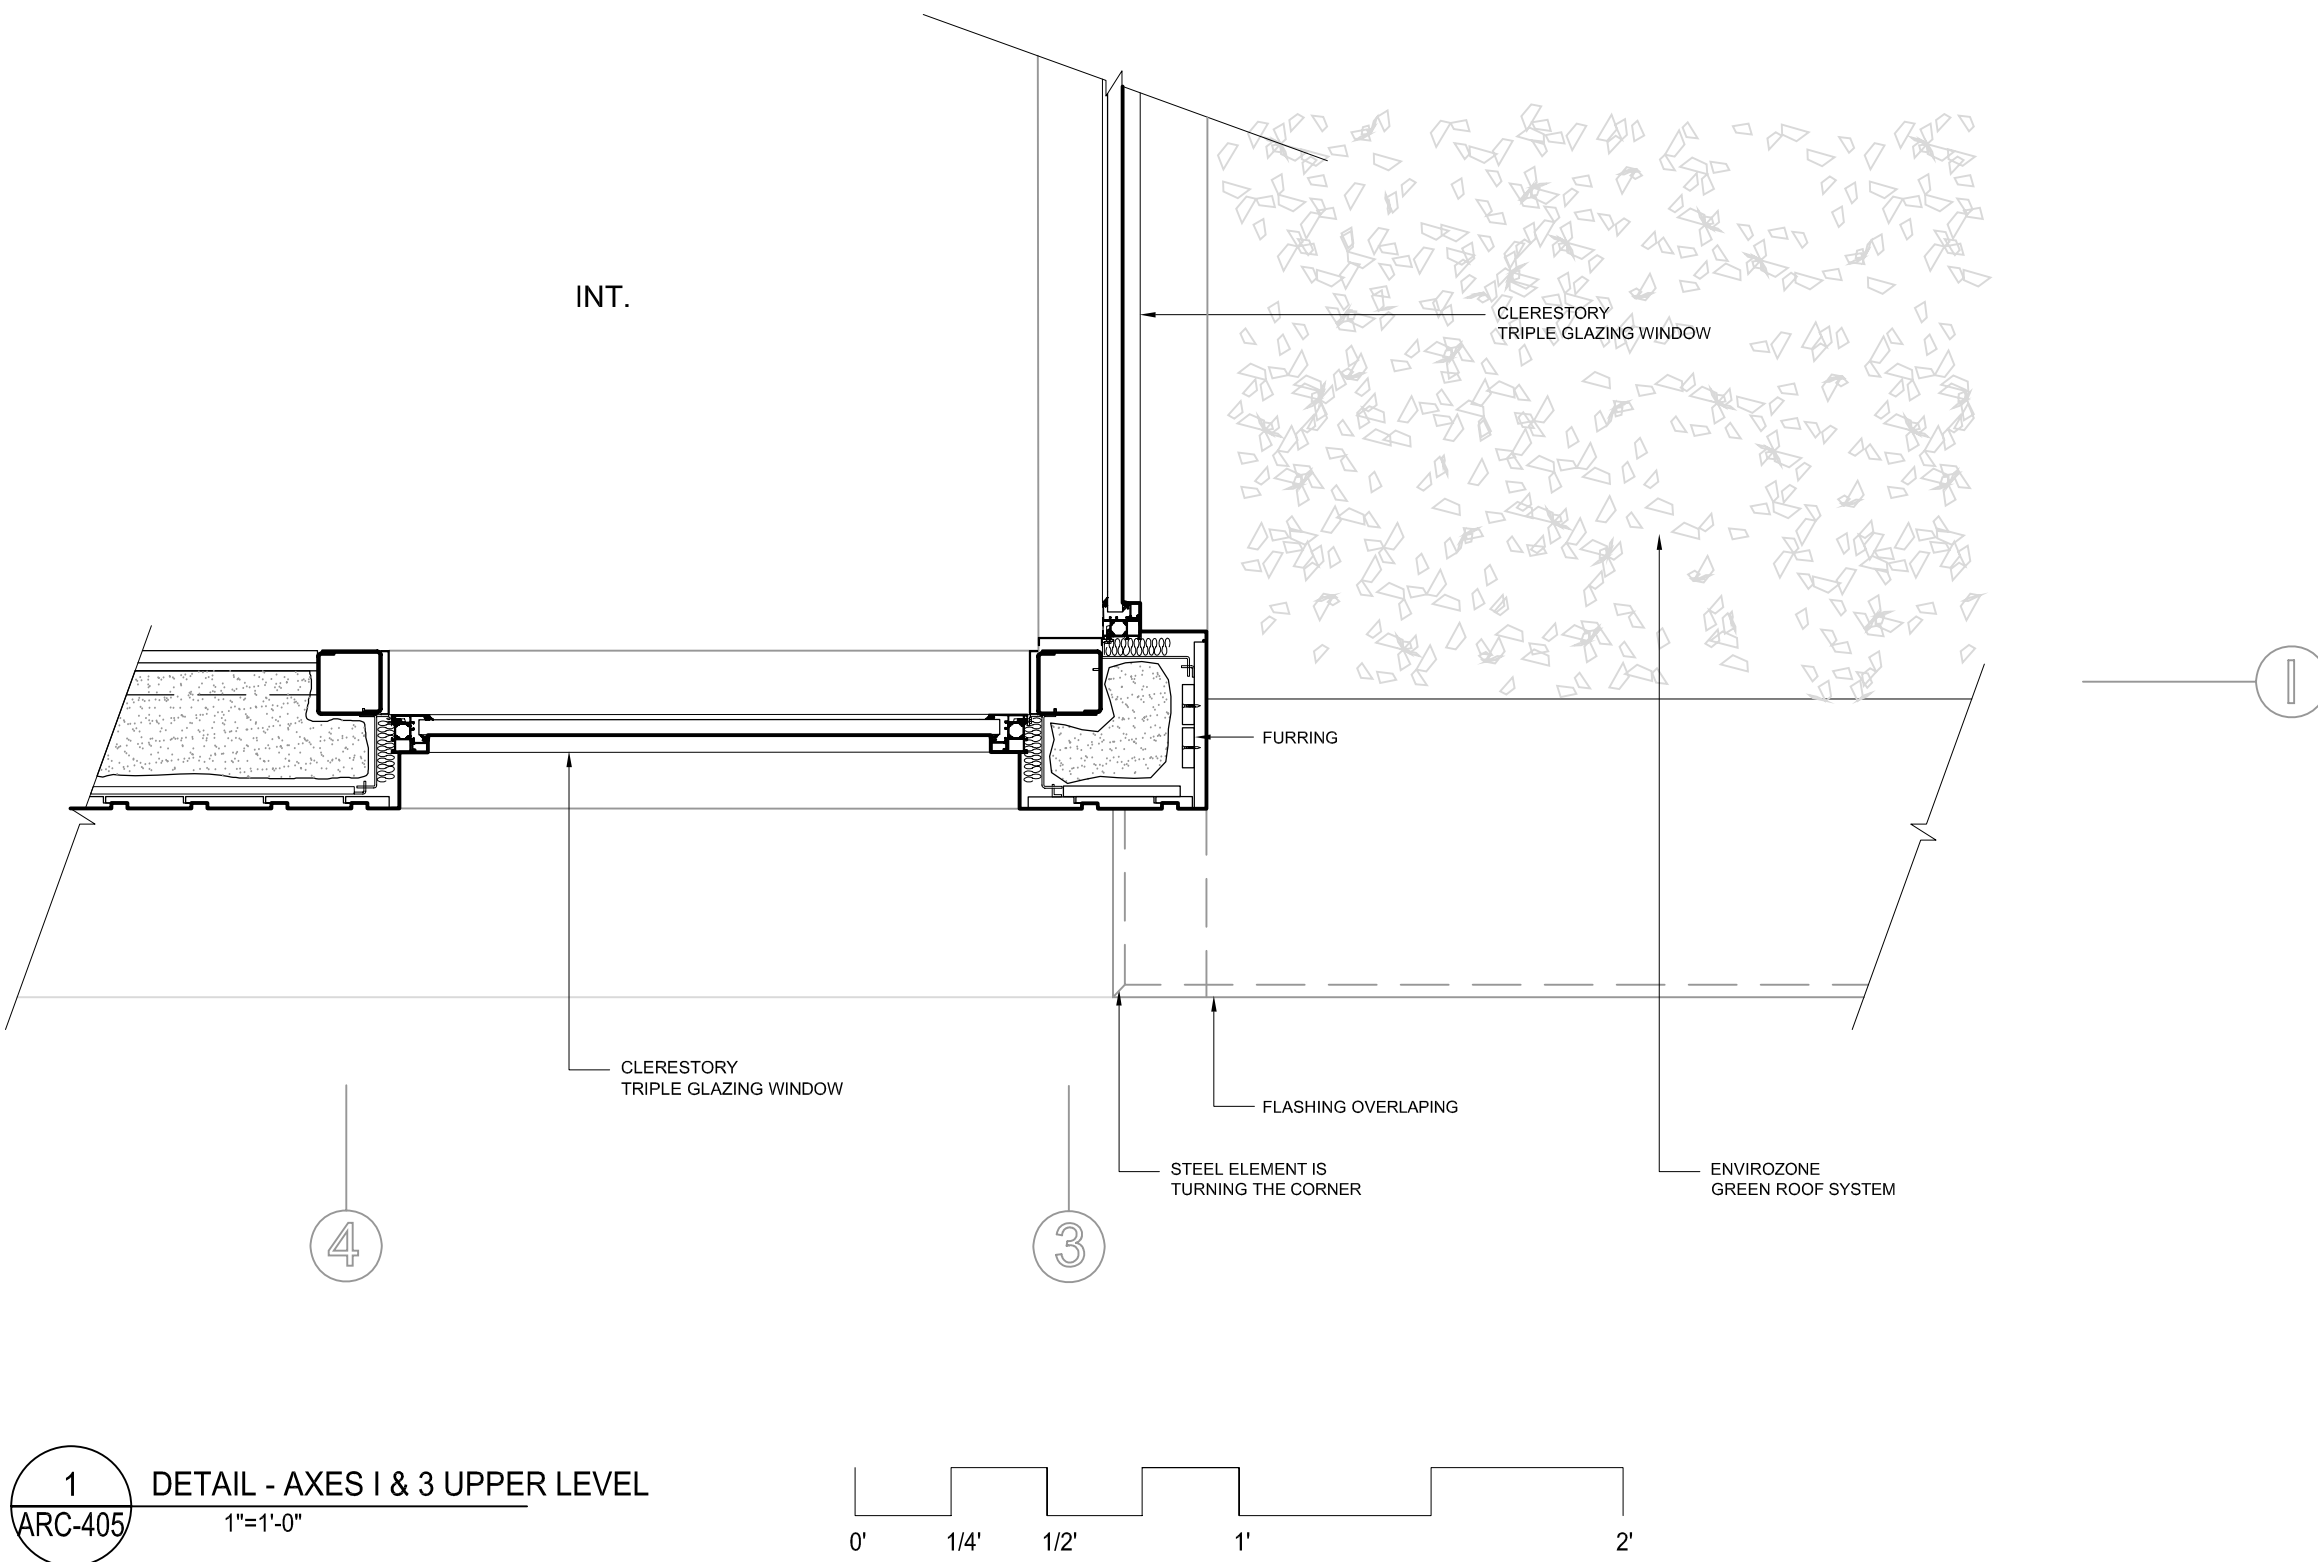 INT.
CLERESTORY
TRIPLE GLAZING WINDOW
I
FURRING
CLERESTORY
TRIPLE GLAZING WINDOW
FLASHING OVERLAPING
STEEL ELEMENT IS
TURNING THE CORNER
ENVIROZONE
GREEN ROOF SYSTEM
4
3
1
ARC-405
DETAIL - AXES I & 3 UPPER LEVEL
1"=1'-0"
0' 1/4' 1/2' 1' 2'